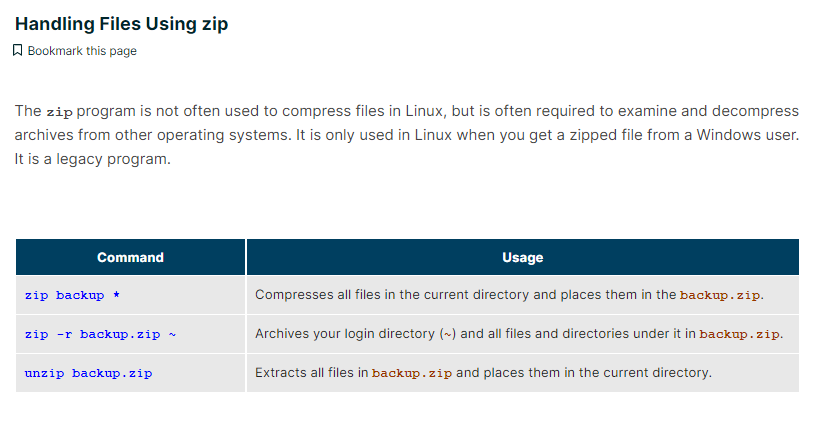 Handling Files Using zip
Bookmark this page
The zip program is not often used to compress files in Linux, but is often required to examine and decompress
archives from other operating systems. It is only used in Linux when you get a zipped file from a Windows user.
It is a legacy program.
Command Usage
zip backup * Compresses all files in the current directory and places them in the backup.zip.
zip -r backup.zip ~ Archives your login directory (~) and all files and directories under it in backup.zip.
unzip backup.zip Extracts all files in backup.zip and places them in the current directory.